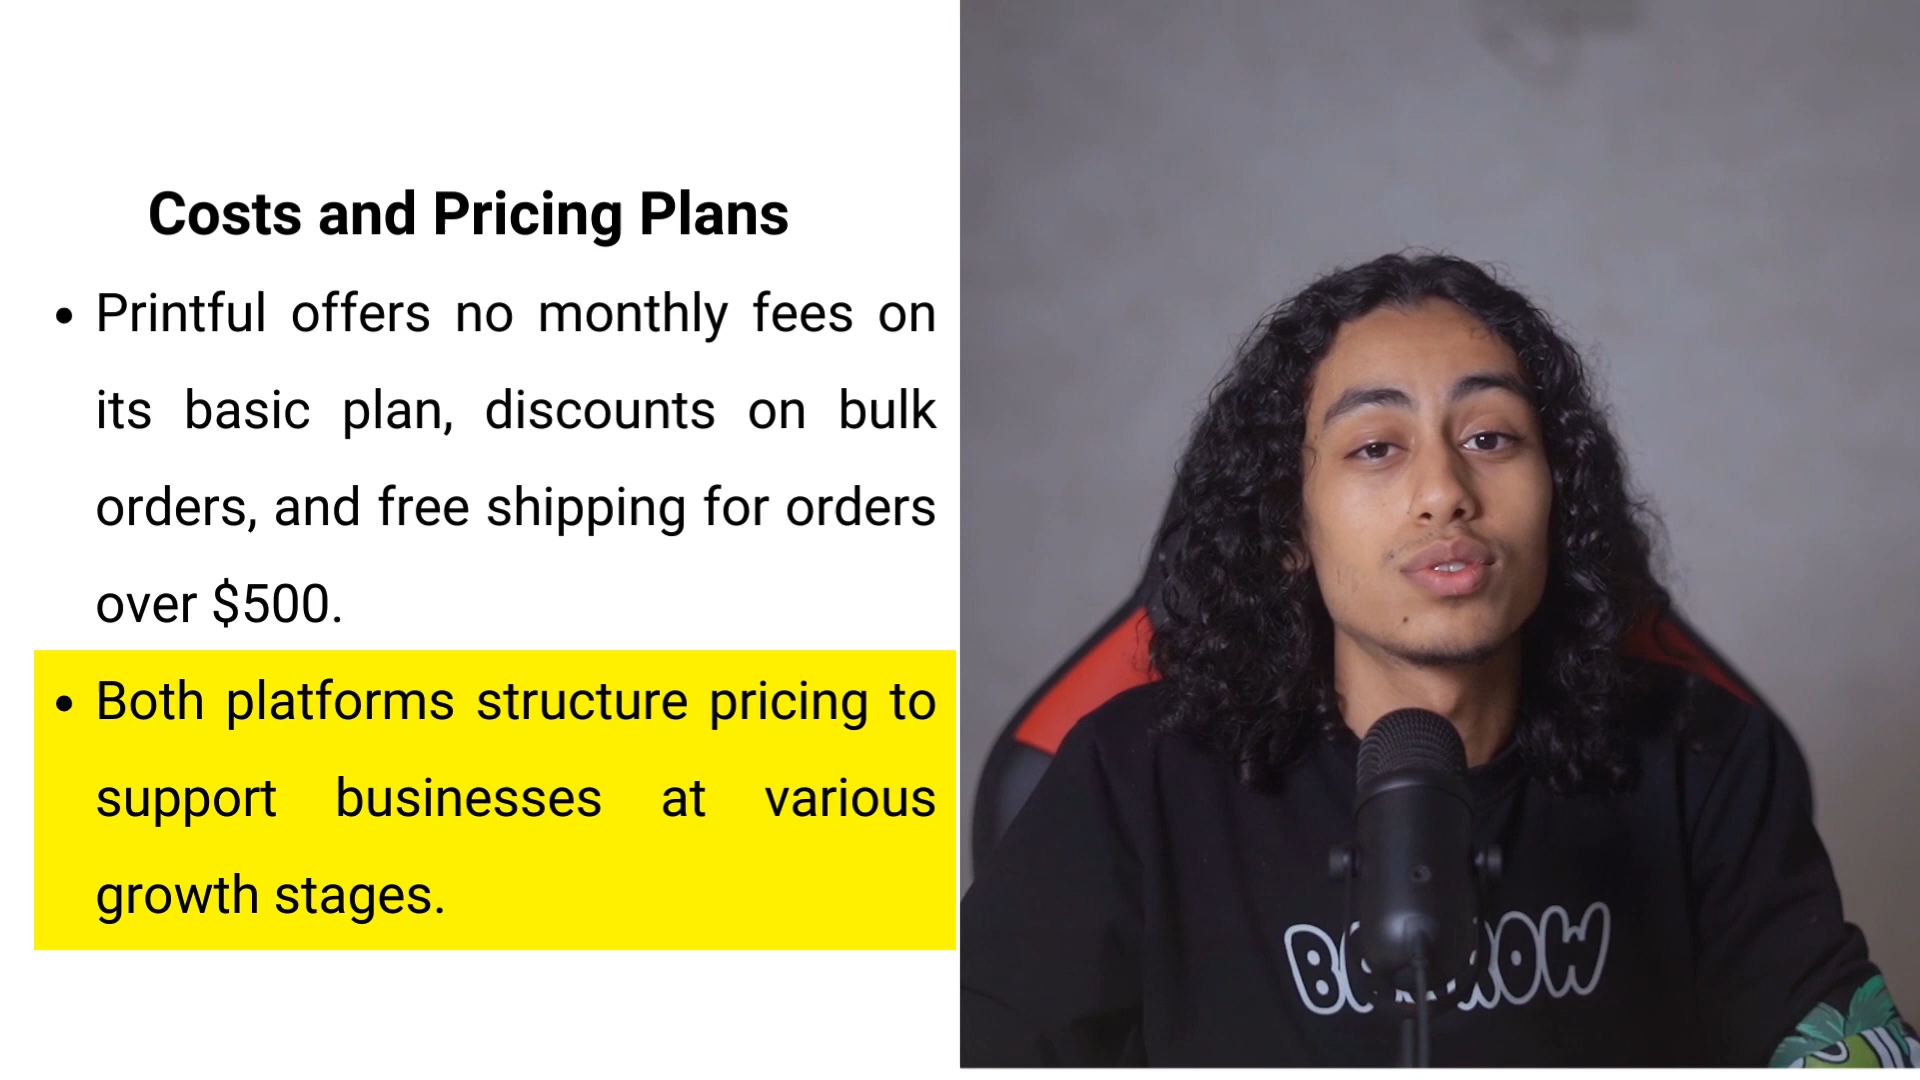 Costs and Pricing Plans
• Printful offers no monthly fees on
its basic plan, discounts on bulk
orders, and free shipping for orders
over $500.
• Both platforms structure pricing to
support businesses at various
growth stages.